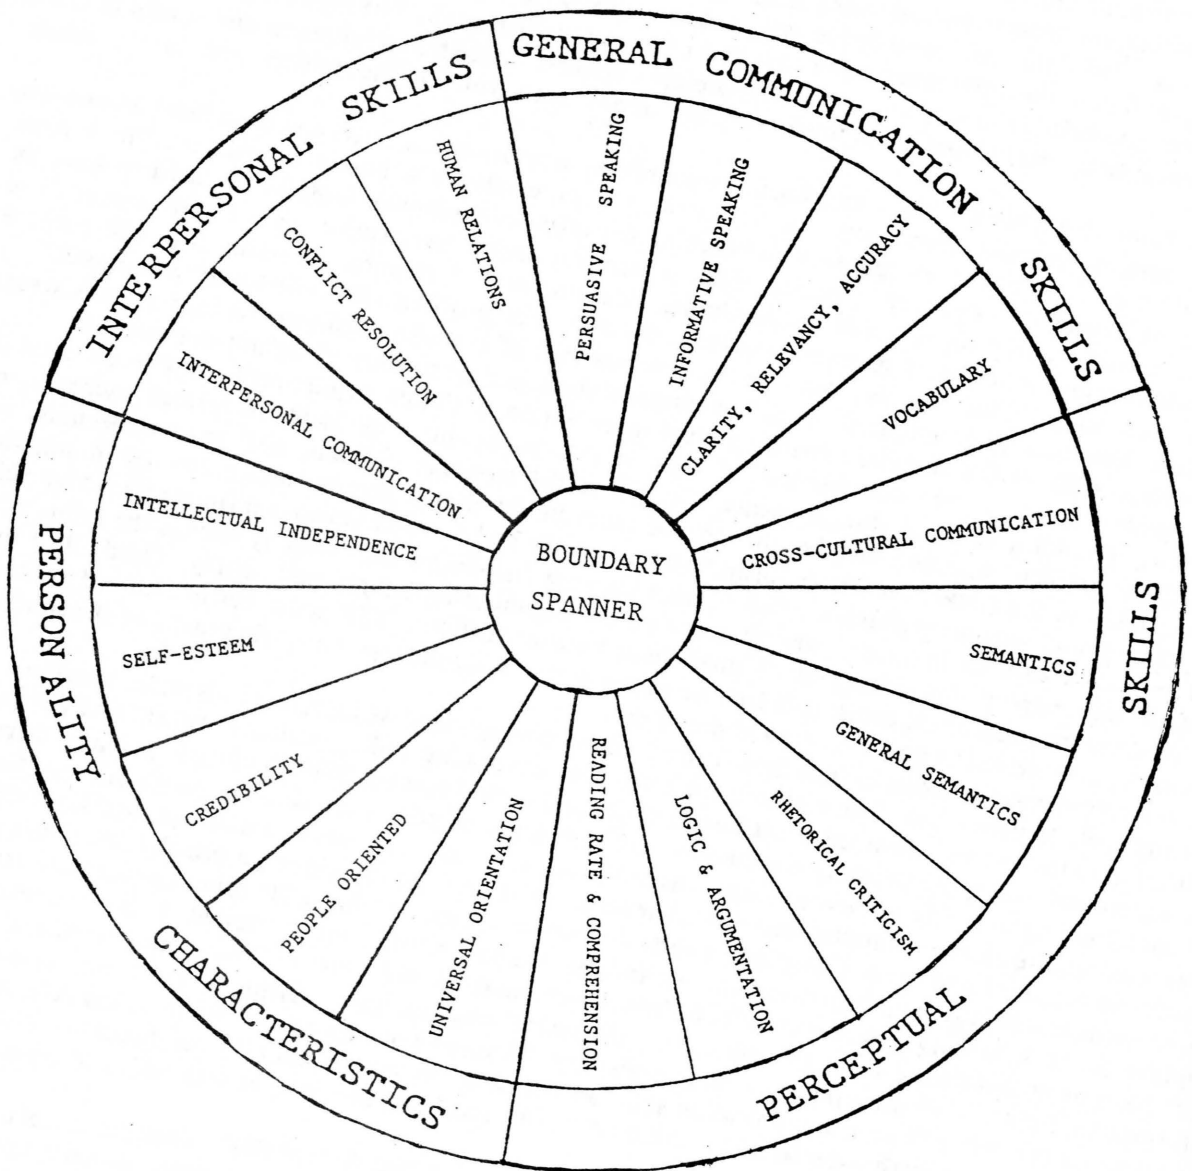 GENERAL COMMUNICATION SKILLS
PERSUASIVE SPEAKING
INFORMATIVE SPEAKING
CLARITY, RELEVANCY, ACCURACY
VOCABULARY
PERCEPTUAL SKILLS
CROSS-CULTURAL COMMUNICATION
SEMANTICS
GENERAL SEMANTICS
RHETORICAL CRITICISM
LOGIC & ARGUMENTATION
READING RATE & COMPREHENSION
PERSON ALITY CHARACTERISTICS
UNIVERSAL ORIENTATION
PEOPLE ORIENTED
CREDIBILITY
SELF-ESTEEM
INTELLECTUAL INDEPENDENCE
INTERPERSONAL SKILLS
INTERPERSONAL COMMUNICATION
CONFLICT RESOLUTION
HUMAN RELATIONS
BOUNDARY
SPANNER